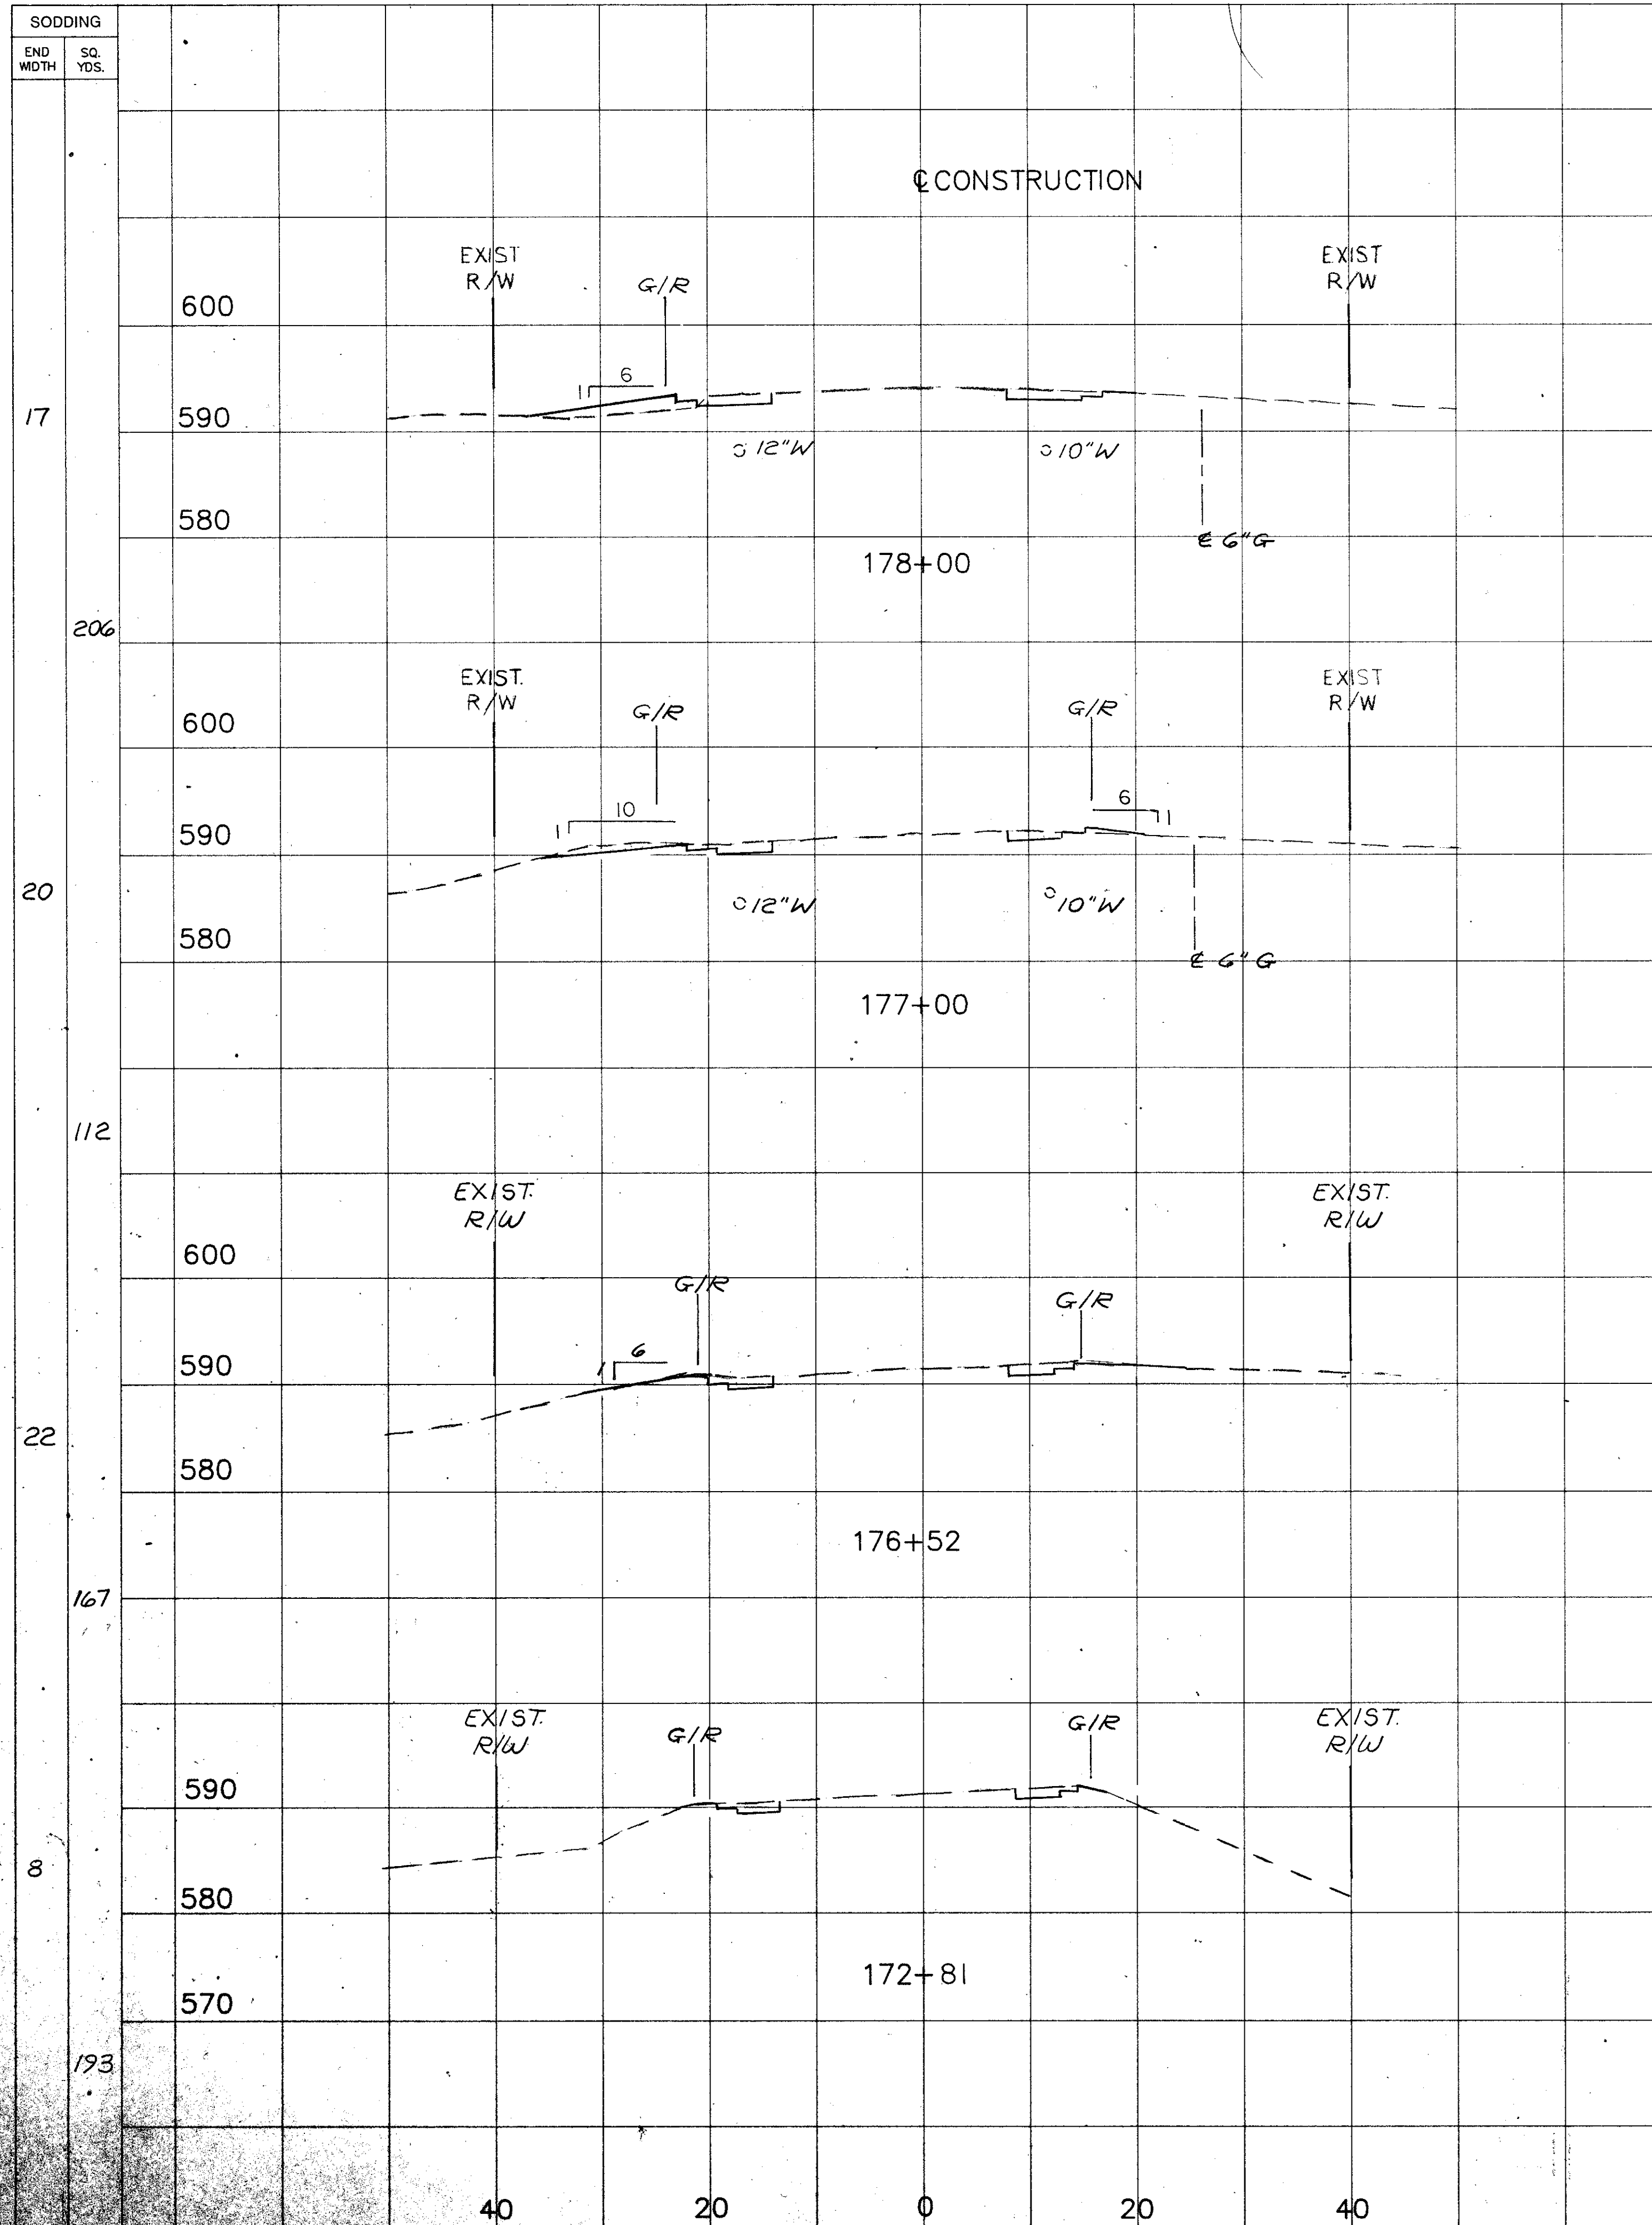 SODDING
END WIDTH
SQ. YDS.
℄ CONSTRUCTION
EXIST R/W
G/R
EXIST R/W
600
6
1
17
590
12"W
10"W
580
℄ 6"G
178+00
206
EXIST. R/W
G/R
G/R
EXIST R/W
600
10
1
6
1
590
20
12"W
10"W
580
℄ 6"G
177+00
112
EXIST. R/W
EXIST. R/W
600
G/R
G/R
6
1
590
22
580
176+52
167
EXIST. R/W
G/R
G/R
EXIST. R/W
590
8
580
172+81
570
193
40 20 0 20 40